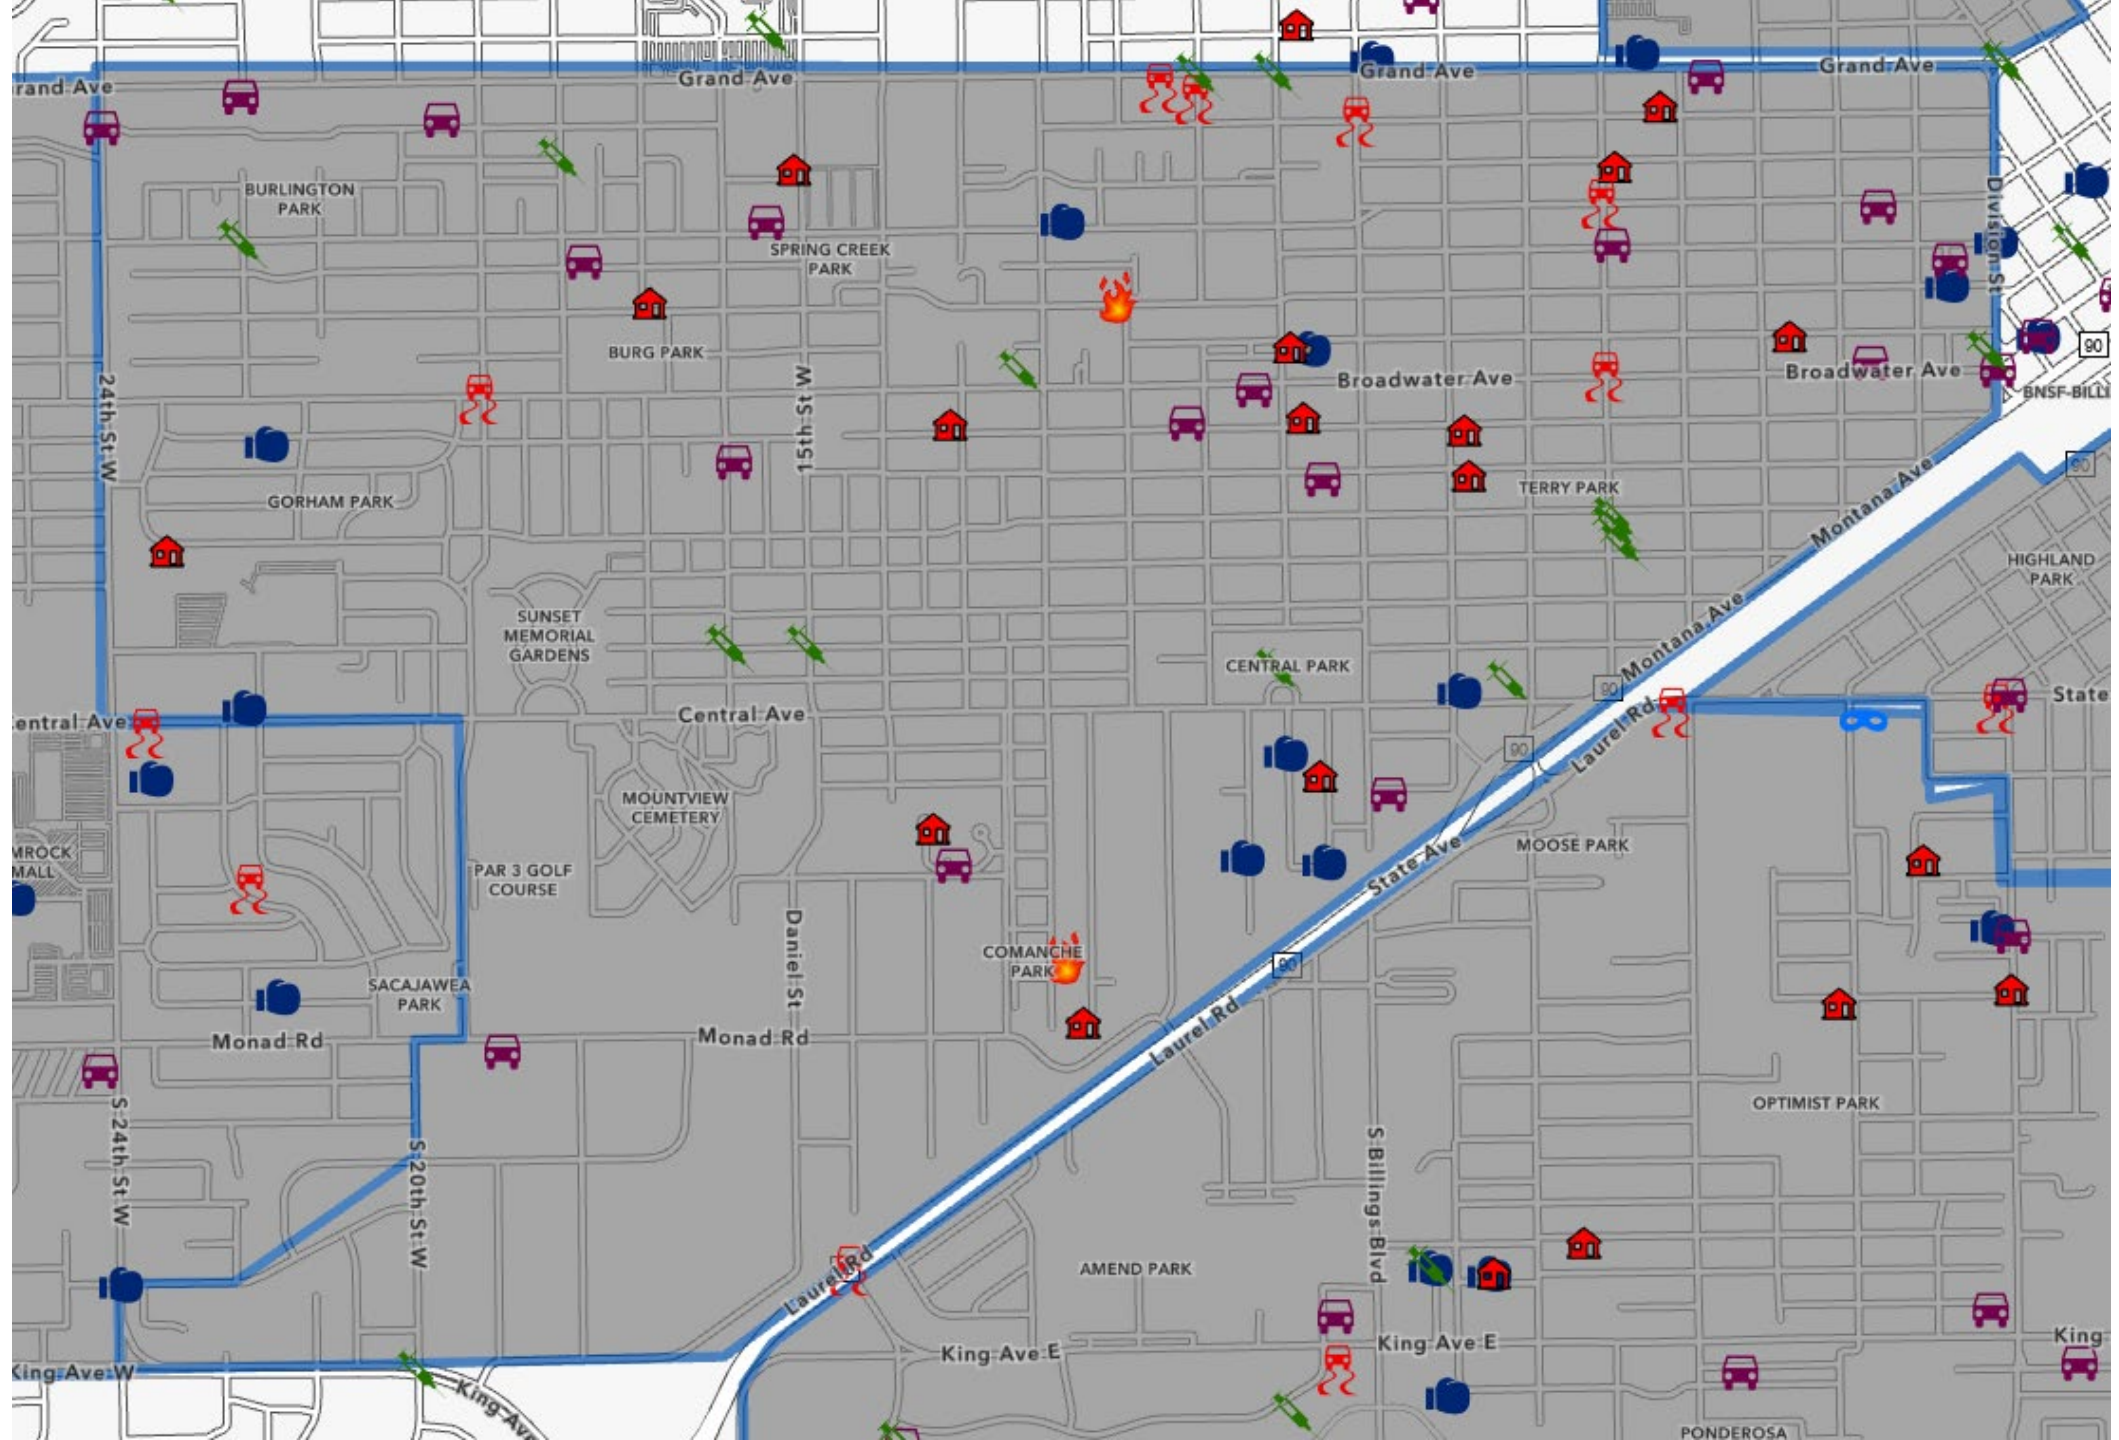 Grand Ave
Grand Ave
Grand Ave
rand Ave
BURLINGTON
PARK
Division St
SPRING CREEK
PARK
BURG PARK
90
24th St W
15th St W
Broadwater Ave
Broadwater Ave
BNSF-BILLI
90
GORHAM PARK
TERRY PARK
Montana Ave
HIGHLAND
PARK
SUNSET
MEMORIAL
GARDENS
CENTRAL PARK
Montana Ave
90
State
entral Ave
Central Ave
Laurel Rd
90
MOUNTVIEW
CEMETERY
MROCK
MALL
PAR 3 GOLF
COURSE
State Ave
MOOSE PARK
Daniel St
COMANCHE
PARK
90
SACAJAWEA
PARK
Monad Rd
Monad Rd
Laurel Rd
S 24th St W
S 20th St W
OPTIMIST PARK
S Billings Blvd
AMEND PARK
Laurel Rd
King Ave W
King Ave E
King Ave E
King
King Ave
PONDEROSA